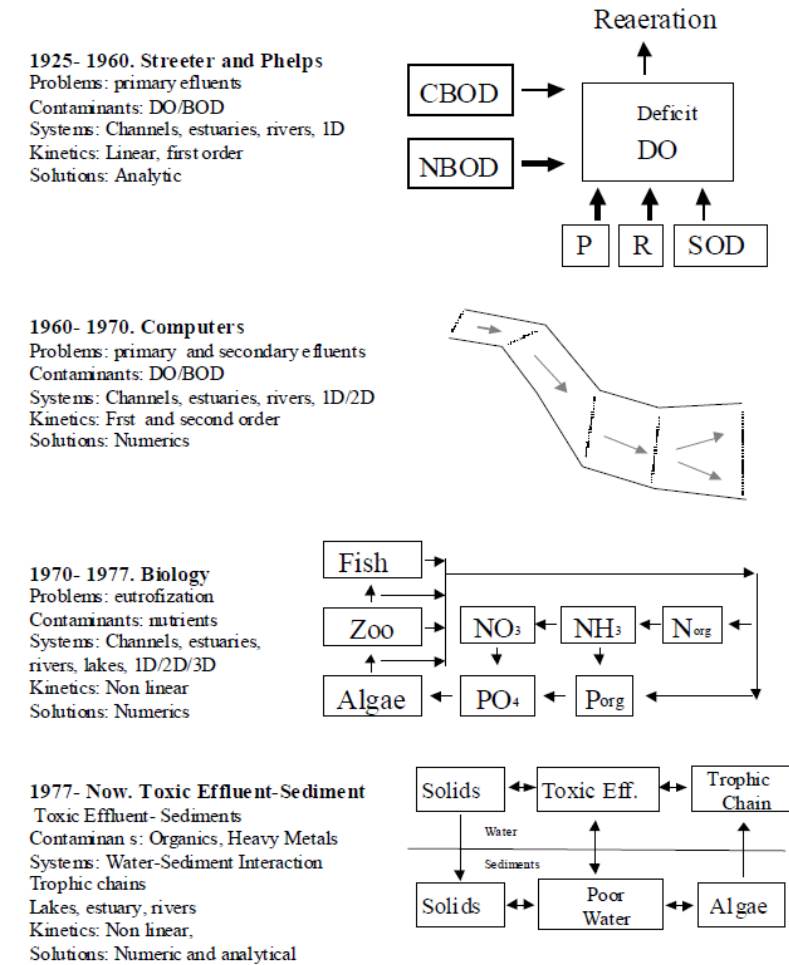 Reaeration
1925- 1960. Streeter and Phelps
Problems: primary efluents
Contaminants: DO/BOD
Systems: Channels, estuaries, rivers, 1D
Kinetics: Linear, first order
Solutions: Analytic
CBOD
NBOD
Deficit
DO
P R SOD
1960- 1970. Computers
Problems: primary and secondary efluents
Contaminants: DO/BOD
Systems: Channels, estuaries, rivers, 1D/2D
Kinetics: Frst and second order
Solutions: Numerics
1970- 1977. Biology
Problems: eutrofization
Contaminants: nutrients
Systems: Channels, estuaries,
rivers, lakes, 1D/2D/3D
Kinetics: Non linear
Solutions: Numerics
Fish
Zoo NO3 NH3 Norg
Algae PO4 Porg
1977- Now. Toxic Effluent-Sediment
Toxic Effluent- Sediments
Contaminan s: Organics, Heavy Metals
Systems: Water-Sediment Interaction
Trophic chains
Lakes, estuary, rivers
Kinetics: Non linear,
Solutions: Numeric and analytical
Solids Toxic Eff. Trophic
Chain
Water
Sediments
Solids Poor
Water Algae